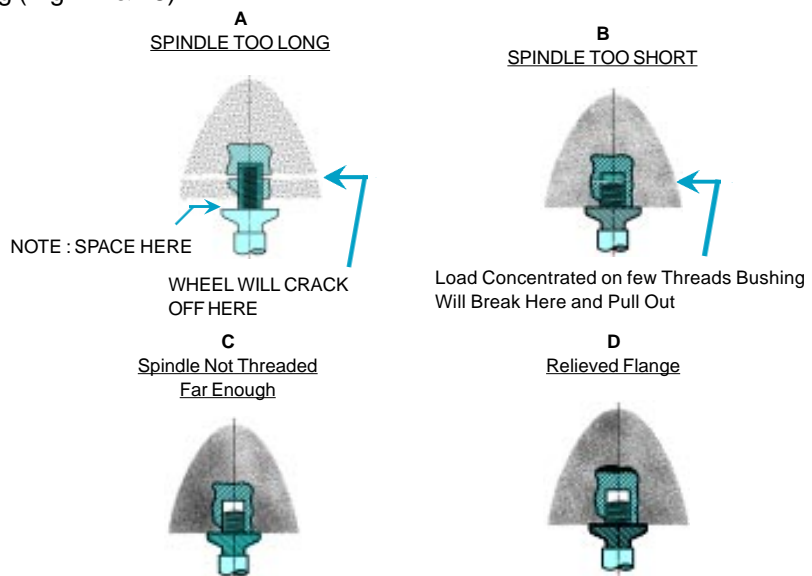 A
SPINDLE TOO LONG
B
SPINDLE TOO SHORT
NOTE : SPACE HERE
WHEEL WILL CRACK
OFF HERE
Load Concentrated on few Threads Bushing
Will Break Here and Pull Out
C
Spindle Not Threaded
Far Enough
D
Relieved Flange